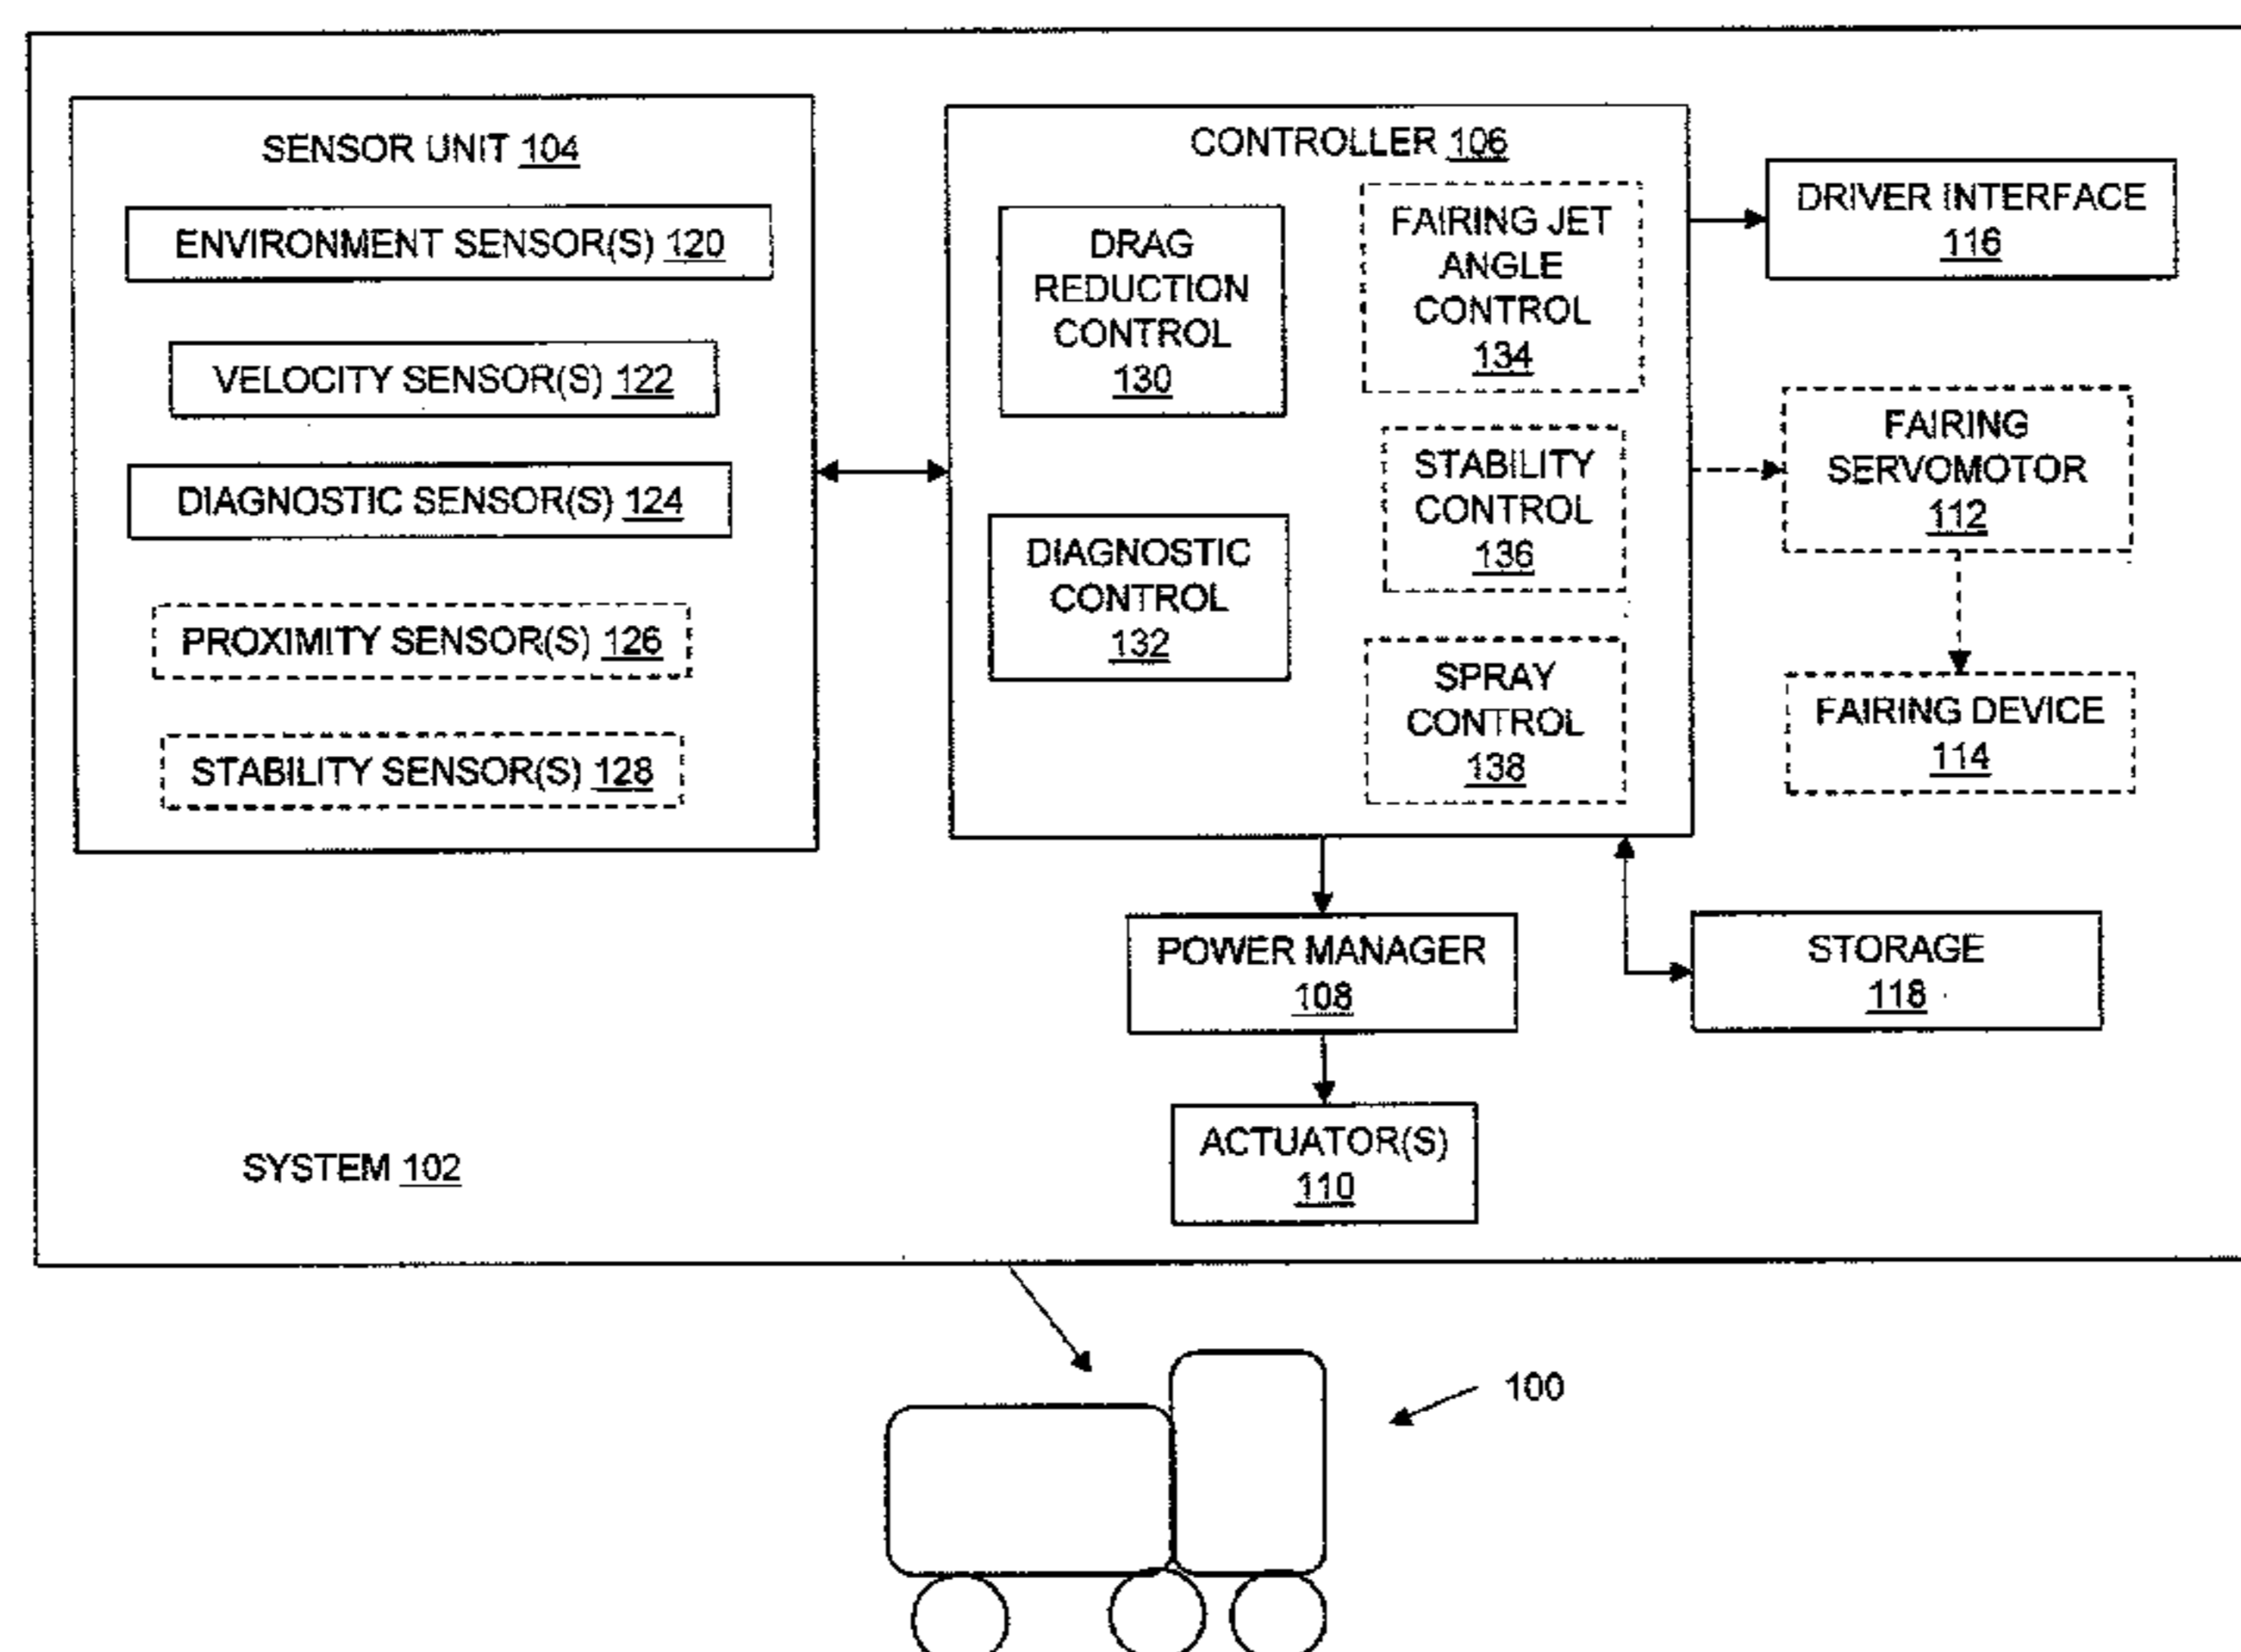 SENSOR UNIT 104
ENVIRONMENT SENSOR(S) 120
VELOCITY SENSOR(S) 122
DIAGNOSTIC SENSOR(S) 124
PROXIMITY SENSOR(S) 126
STABILITY SENSOR(S) 128
CONTROLLER 106
DRAG
REDUCTION
CONTROL
130
DIAGNOSTIC
CONTROL
132
FAIRING JET
ANGLE
CONTROL
134
STABILITY
CONTROL
136
SPRAY
CONTROL
138
DRIVER INTERFACE
116
FAIRING
SERVOMOTOR
112
FAIRING DEVICE
114
POWER MANAGER
108
STORAGE
118
ACTUATOR(S)
110
SYSTEM 102
100